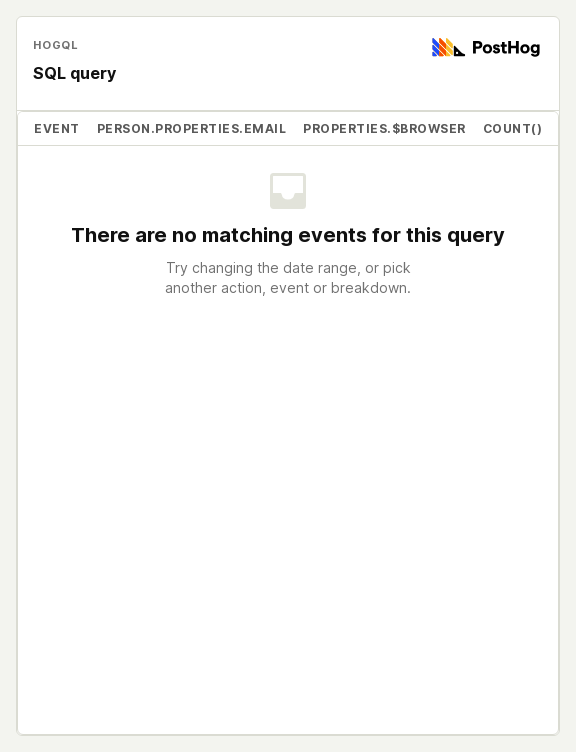 HOGQL
PostHog
SQL query
EVENT PERSON.PROPERTIES.EMAIL PROPERTIES.$BROWSER COUNT()
There are no matching events for this query
Try changing the date range, or pick
another action, event or breakdown.